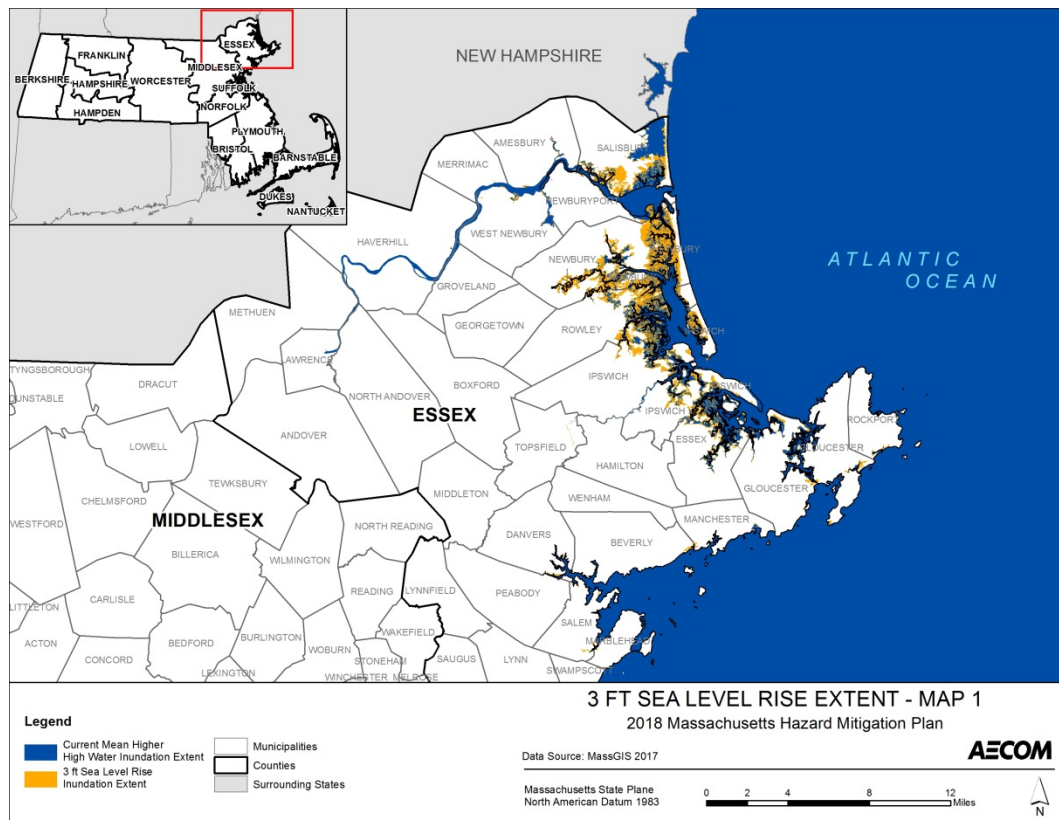 ESSEX
FRANKLIN
MIDDLESEX
BERKSHIRE
WORCESTER
HAMPSHIRE
SUFFOLK
NORFOLK
HAMPDEN
PLYMOUTH
BRISTOL
BARNSTABLE
DUKES
NANTUCKET
NEW HAMPSHIRE
AMESBURY
MERRIMAC
NEWBURYPORT
WEST NEWBURY
HAVERHILL
NEWBURY
GROVELAND
ATLANTIC
OCEAN
METHUEN
GEORGETOWN
ROWLEY
IPSWICH
LAWRENCE
TYNGSBOROUGH
DRACUT
BOXFORD
IPSWICH
IPSWICH
DUNSTABLE
NORTH ANDOVER
IPSWICH
ROCKPORT
ESSEX
ANDOVER
ESSEX
LOWELL
TOPSFIELD
GLOUCESTER
HAMILTON
TEWKSBURY
MIDDLETON
GLOUCESTER
CHELMSFORD
WENHAM
MIDDLESEX
WESTFORD
NORTH READING
MANCHESTER
DANVERS
BEVERLY
BILLERICA
WILMINGTON
READING
LYNNFIELD
PEABODY
CARLISLE
LITTLETON
SALEM
WAKEFIELD
MARBLEHEAD
ACTON
BEDFORD
BURLINGTON
WOBURN
CONCORD
STONEHAM
SAUGUS
LYNN
LEXINGTON
WINCHESTER
MELROSE
SWAMPSCOTT
3 FT SEA LEVEL RISE EXTENT - MAP 1
2018 Massachusetts Hazard Mitigation Plan
Legend
Current Mean Higher
High Water Inundation Extent
3 ft Sea Level Rise
Inundation Extent
Municipalities
Counties
Surrounding States
Data Source: MassGIS 2017
AECOM
Massachusetts State Plane
North American Datum 1983
0 2 4 8 12
Miles
N